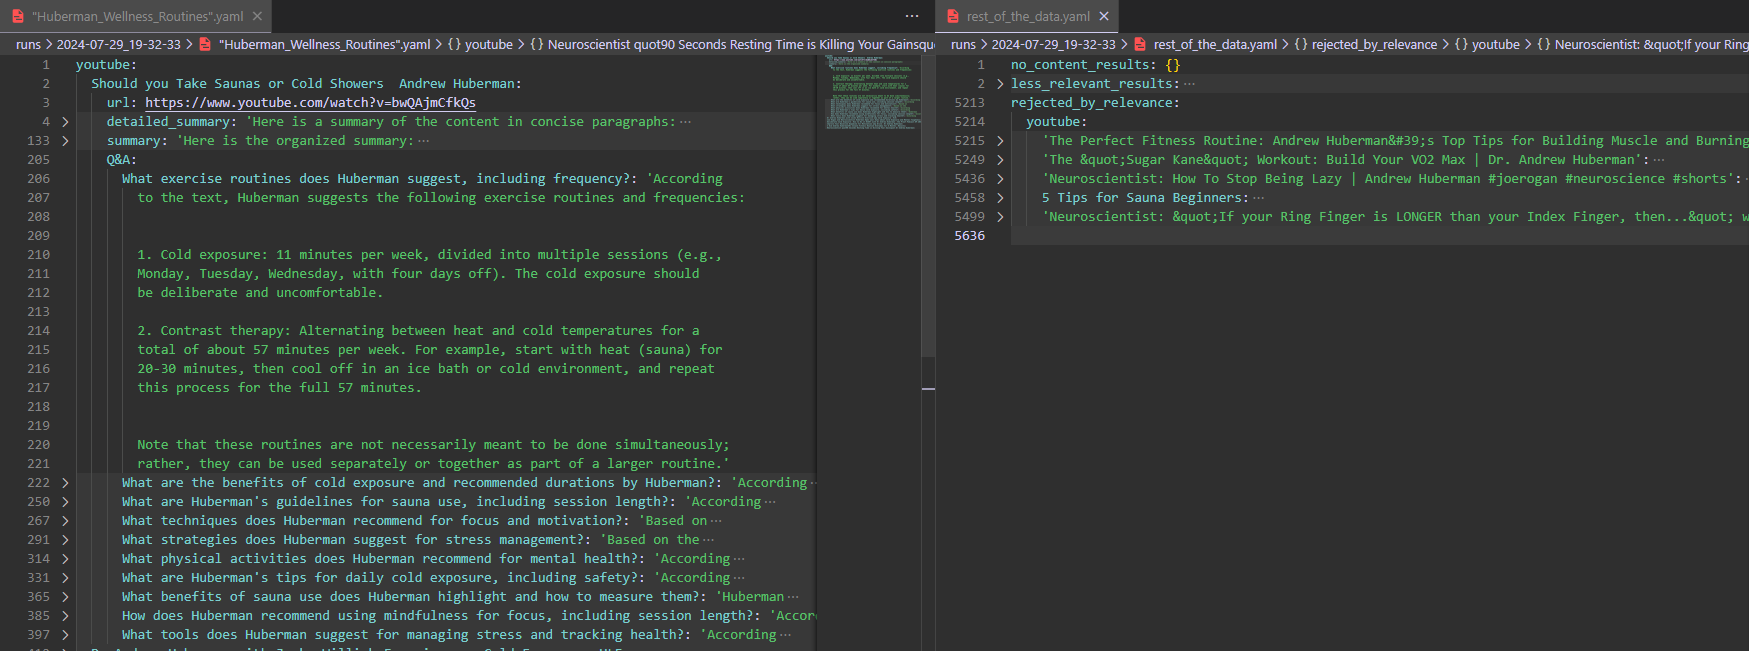 "Huberman_Wellness_Routines".yaml
runs > 2024-07-29_19-32-33 > "Huberman_Wellness_Routines".yaml > {} youtube > {} Neuroscientist quot90 Seconds Resting Time is Killing Your Gainsquo
1 youtube:
2 Should you Take Saunas or Cold Showers  Andrew Huberman:
3 url: https://www.youtube.com/watch?v=bwQAjmCfkQs
4 > detailed_summary: 'Here is a summary of the content in concise paragraphs: ···
133 > summary: 'Here is the organized summary: ···
205 Q&A:
206 What exercise routines does Huberman suggest, including frequency?: 'According
207 to the text, Huberman suggests the following exercise routines and frequencies:
208
209
210 1. Cold exposure: 11 minutes per week, divided into multiple sessions (e.g.,
211 Monday, Tuesday, Wednesday, with four days off). The cold exposure should
212 be deliberate and uncomfortable.
213
214 2. Contrast therapy: Alternating between heat and cold temperatures for a
215 total of about 57 minutes per week. For example, start with heat (sauna) for
216 20-30 minutes, then cool off in an ice bath or cold environment, and repeat
217 this process for the full 57 minutes.
218
219
220 Note that these routines are not necessarily meant to be done simultaneously;
221 rather, they can be used separately or together as part of a larger routine.'
222 > What are the benefits of cold exposure and recommended durations by Huberman?: 'According ··
250 > What are Huberman's guidelines for sauna use, including session length?: 'According ···
267 > What techniques does Huberman recommend for focus and motivation?: 'Based on ···
291 > What strategies does Huberman suggest for stress management?: 'Based on the ···
314 > What physical activities does Huberman recommend for mental health?: 'According ···
331 > What are Huberman's tips for daily cold exposure, including safety?: 'According ···
365 > What benefits of sauna use does Huberman highlight and how to measure them?: 'Huberman ···
385 > How does Huberman recommend using mindfulness for focus, including session length?: 'Accor
397 > What tools does Huberman suggest for managing stress and tracking health?: 'According ···
rest_of_the_data.yaml
runs > 2024-07-29_19-32-33 > rest_of_the_data.yaml > {} rejected_by_relevance > {} youtube > {} Neuroscientist: &quot;If your Ring
1 no_content_results: {}
2 > less_relevant_results: ···
5213 rejected_by_relevance:
5214 youtube:
5215 > 'The Perfect Fitness Routine: Andrew Huberman&#39;s Top Tips for Building Muscle and Burning
5249 > 'The &quot;Sugar Kane&quot; Workout: Build Your VO2 Max | Dr. Andrew Huberman': ···
5436 > 'Neuroscientist: How To Stop Being Lazy | Andrew Huberman #joerogan #neuroscience #shorts': ·
5458 > 5 Tips for Sauna Beginners: ···
5499 > 'Neuroscientist: &quot;If your Ring Finger is LONGER than your Index Finger, then...&quot; w
5636